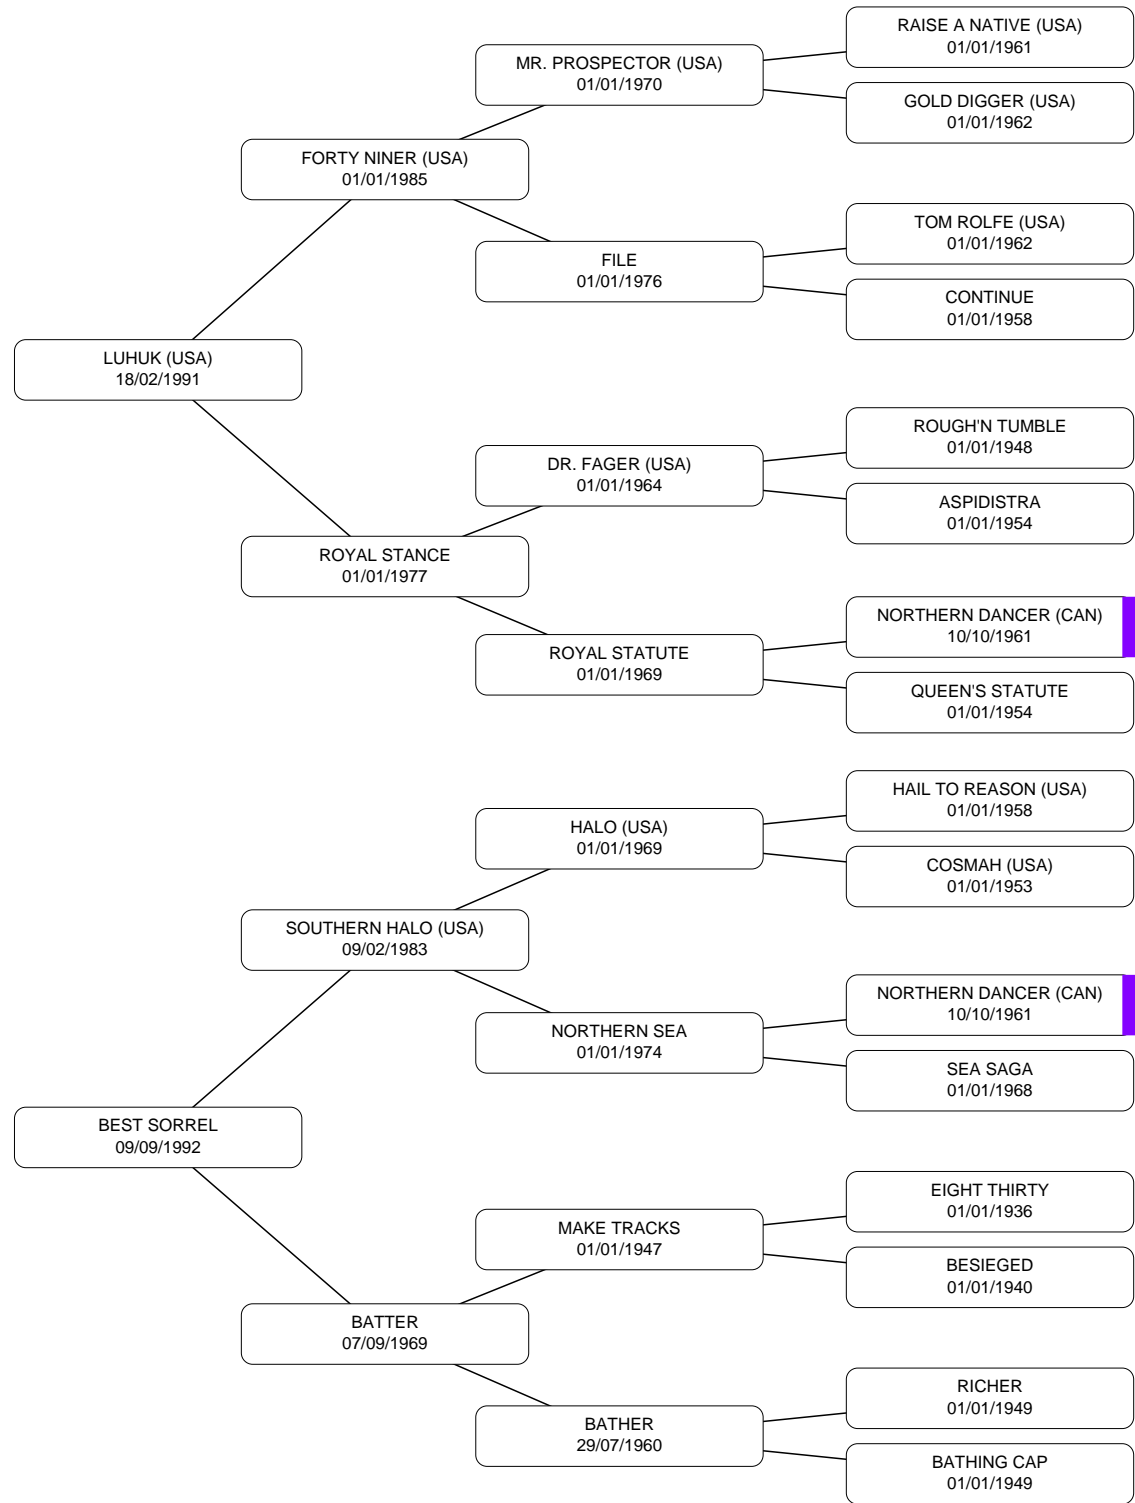 RAISE A NATIVE (USA)
01/01/1961
MR. PROSPECTOR (USA)
01/01/1970
GOLD DIGGER (USA)
01/01/1962
FORTY NINER (USA)
01/01/1985
TOM ROLFE (USA)
01/01/1962
FILE
01/01/1976
CONTINUE
01/01/1958
LUHUK (USA)
18/02/1991
ROUGH'N TUMBLE
01/01/1948
DR. FAGER (USA)
01/01/1964
ASPIDISTRA
01/01/1954
ROYAL STANCE
01/01/1977
NORTHERN DANCER (CAN)
10/10/1961
ROYAL STATUTE
01/01/1969
QUEEN'S STATUTE
01/01/1954
HAIL TO REASON (USA)
01/01/1958
HALO (USA)
01/01/1969
COSMAH (USA)
01/01/1953
SOUTHERN HALO (USA)
09/02/1983
NORTHERN DANCER (CAN)
10/10/1961
NORTHERN SEA
01/01/1974
SEA SAGA
01/01/1968
BEST SORREL
09/09/1992
EIGHT THIRTY
01/01/1936
MAKE TRACKS
01/01/1947
BESIEGED
01/01/1940
BATTER
07/09/1969
RICHER
01/01/1949
BATHER
29/07/1960
BATHING CAP
01/01/1949